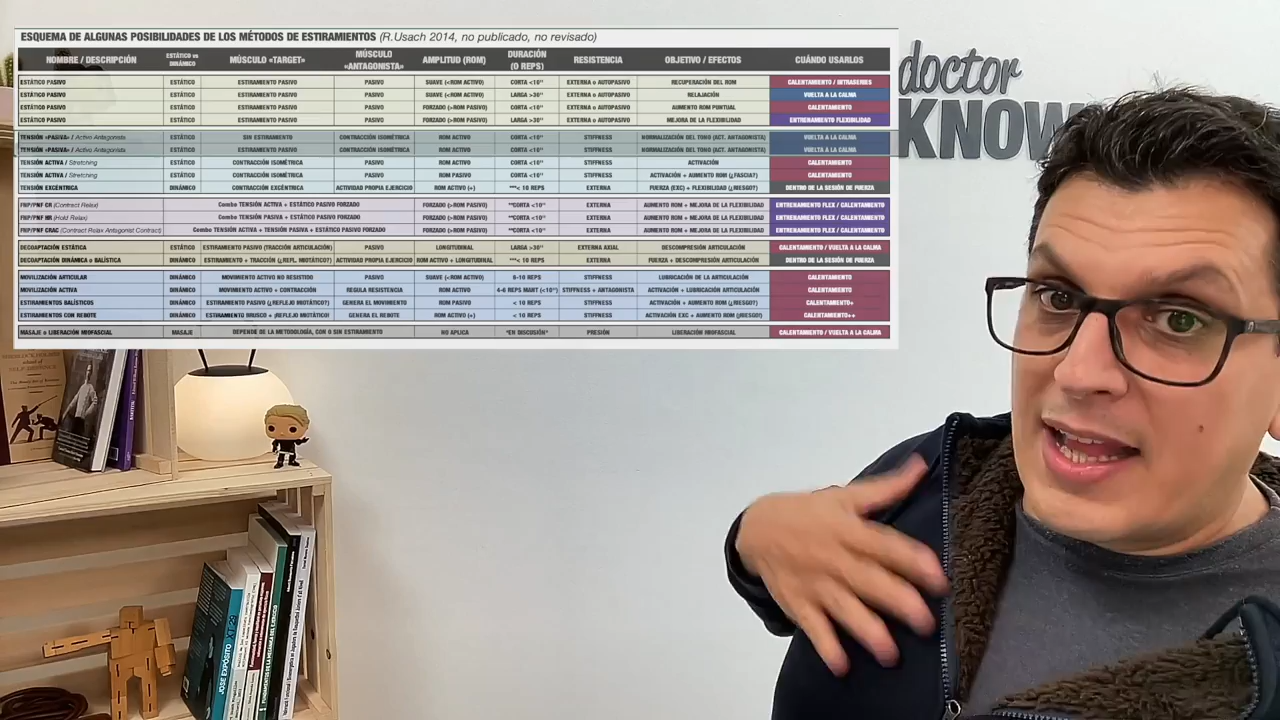 ESQUEMA DE ALGUNAS POSIBILIDADES DE LOS MÉTODOS DE ESTIRAMIENTOS (R.Usach 2014, no publicado, no revisado)
NOMBRE / DESCRIPCIÓN ESTÁTICO vs DINÁMICO MÚSCULO «TARGET» MÚSCULO «ANTAGONISTA» AMPLITUD (ROM) DURACIÓN (O REPS) RESISTENCIA OBJETIVO / EFECTOS CUÁNDO USARLOS
ESTÁTICO PASIVO ESTÁTICO ESTIRAMIENTO PASIVO PASIVO SUAVE (<ROM ACTIVO) CORTA <10'' EXTERNA o AUTOPASIVO RECUPERACIÓN DEL ROM CALENTAMIENTO / INTRASERIES
ESTÁTICO PASIVO ESTÁTICO ESTIRAMIENTO PASIVO PASIVO SUAVE (<ROM ACTIVO) LARGA >30'' EXTERNA o AUTOPASIVO RELAJACIÓN VUELTA A LA CALMA
ESTÁTICO PASIVO ESTÁTICO ESTIRAMIENTO PASIVO PASIVO FORZADO (>ROM PASIVO) CORTA <10'' EXTERNA o AUTOPASIVO AUMENTO ROM PUNTUAL CALENTAMIENTO
ESTÁTICO PASIVO ESTÁTICO ESTIRAMIENTO PASIVO PASIVO FORZADO (>ROM PASIVO) LARGA >30'' EXTERNA o AUTOPASIVO MEJORA DE LA FLEXIBILIDAD ENTRENAMIENTO FLEXIBILIDAD
TENSIÓN «PASIVA» / Activo Antagonista ESTÁTICO SIN ESTIRAMIENTO CONTRACCIÓN ISOMÉTRICA ROM ACTIVO CORTA <10'' STIFFNESS NORMALIZACIÓN DEL TONO (ACT. ANTAGONISTA) VUELTA A LA CALMA
TENSIÓN «PASIVA» / Activo Antagonista ESTÁTICO ESTIRAMIENTO PASIVO CONTRACCIÓN ISOMÉTRICA ROM PASIVO CORTA <10'' STIFFNESS NORMALIZACIÓN DEL TONO (ACT. ANTAGONISTA) VUELTA A LA CALMA
TENSIÓN ACTIVA / Stretching ESTÁTICO CONTRACCIÓN ISOMÉTRICA PASIVO ROM ACTIVO CORTA <10'' STIFFNESS ACTIVACIÓN CALENTAMIENTO
TENSIÓN ACTIVA / Stretching ESTÁTICO CONTRACCIÓN ISOMÉTRICA PASIVO ROM PASIVO CORTA <10'' STIFFNESS ACTIVACIÓN + AUMENTO ROM (¿FASCIA?) CALENTAMIENTO
TENSIÓN EXCÉNTRICA DINÁMICO CONTRACCIÓN EXCÉNTRICA ACTIVIDAD PROPIA EJERCICIO ROM ACTIVO (+) ***< 10 REPS EXTERNA FUERZA (EXC) + FLEXIBILIDAD (¿RIESGO?) DENTRO DE LA SESIÓN DE FUERZA
FNP/PNF CR (Contract Relax) Combo TENSIÓN ACTIVA + ESTÁTICO PASIVO FORZADO FORZADO (>ROM PASIVO) **CORTA <10'' EXTERNA AUMENTO ROM + MEJORA DE LA FLEXIBILIDAD ENTRENAMIENTO FLEX / CALENTAMIENTO
FNP/PNF HR (Hold Relax) Combo TENSIÓN PASIVA + ESTÁTICO PASIVO FORZADO FORZADO (>ROM PASIVO) **CORTA <10'' EXTERNA AUMENTO ROM + MEJORA DE LA FLEXIBILIDAD ENTRENAMIENTO FLEX / CALENTAMIENTO
FNP/PNF CRAC (Contract Relax Antagonist Contract) Combo TENSIÓN ACTIVA + TENSIÓN PASIVA + ESTÁTICO PASIVO FORZADO FORZADO (>ROM PASIVO) **CORTA <10'' EXTERNA AUMENTO ROM + MEJORA DE LA FLEXIBILIDAD ENTRENAMIENTO FLEX / CALENTAMIENTO
DECOAPTACIÓN ESTÁTICA ESTÁTICO ESTIRAMIENTO PASIVO (TRACCIÓN ARTICULACIÓN) PASIVO LONGITUDINAL LARGA >30'' EXTERNA AXIAL DESCOMPRESIÓN ARTICULACIÓN CALENTAMIENTO / VUELTA A LA CALMA
DECOAPTACIÓN DINÁMICA o BALÍSTICA DINÁMICO ESTIRAMIENTO + TRACCIÓN (¿REFL. MIOTÁTICO?) ACTIVIDAD PROPIA EJERCICIO ROM ACTIVO + LONGITUDINAL **< 10 REPS EXTERNA FUERZA + DESCOMPRESIÓN ARTICULACIÓN DENTRO DE LA SESIÓN DE FUERZA
MOVILIZACIÓN ARTICULAR DINÁMICO MOVIMIENTO ACTIVO NO RESISTIDO PASIVO SUAVE (<ROM ACTIVO) 8-10 REPS STIFFNESS LUBRICACIÓN DE LA ARTICULACIÓN CALENTAMIENTO
MOVILIZACIÓN ACTIVA DINÁMICO MOVIMIENTO ACTIVO + CONTRACCIÓN REGULA RESISTENCIA ROM ACTIVO 4-6 REPS MANT (<10'') STIFFNESS + ANTAGONISTA ACTIVACIÓN + LUBRICACIÓN ARTICULACIÓN CALENTAMIENTO
ESTIRAMIENTOS BALÍSTICOS DINÁMICO ESTIRAMIENTO PASIVO (¿REFLEJO MIOTÁTICO?) GENERA EL MOVIMIENTO ROM PASIVO < 10 REPS STIFFNESS ACTIVACIÓN + AUMENTO ROM (¿RIESGO?) CALENTAMIENTO+
ESTIRAMIENTOS CON REBOTE DINÁMICO ESTIRAMIENTO BRUSCO + ¡REFLEJO MIOTÁTICO! GENERA EL REBOTE ROM PASIVO < 10 REPS STIFFNESS ACTIVACIÓN EXC + AUMENTO ROM (¡RIESGO!) CALENTAMIENTO++
MASAJE o LIBERACIÓN MIOFASCIAL MASAJE DEPENDE DE LA METODOLOGÍA, CON O SIN ESTIRAMIENTO NO APLICA "EN DISCUSIÓN" PRESIÓN LIBERACIÓN MIOFASCIAL CALENTAMIENTO / VUELTA A LA CALMA
doctor
KNOW
JOSE EXPÓSITO